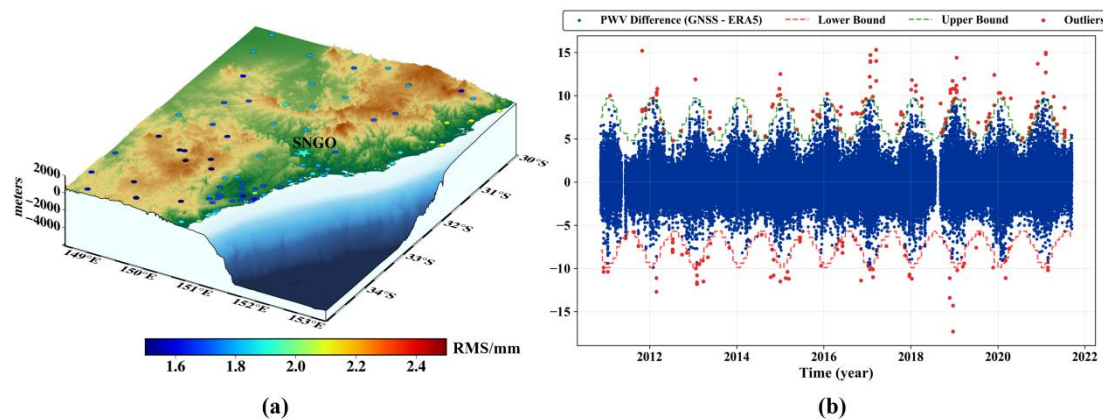 SNGO
2000
0
−2000
−4000
meters
149°E
150°E
151°E
152°E
153°E
30°S
31°S
32°S
33°S
34°S
1.6 1.8 2.0 2.2 2.4
RMS/mm
(a)
PWV Difference (GNSS - ERA5) Lower Bound Upper Bound Outliers
15
10
5
0
−5
−10
−15
2012 2014 2016 2018 2020 2022
Time (year)
(b)